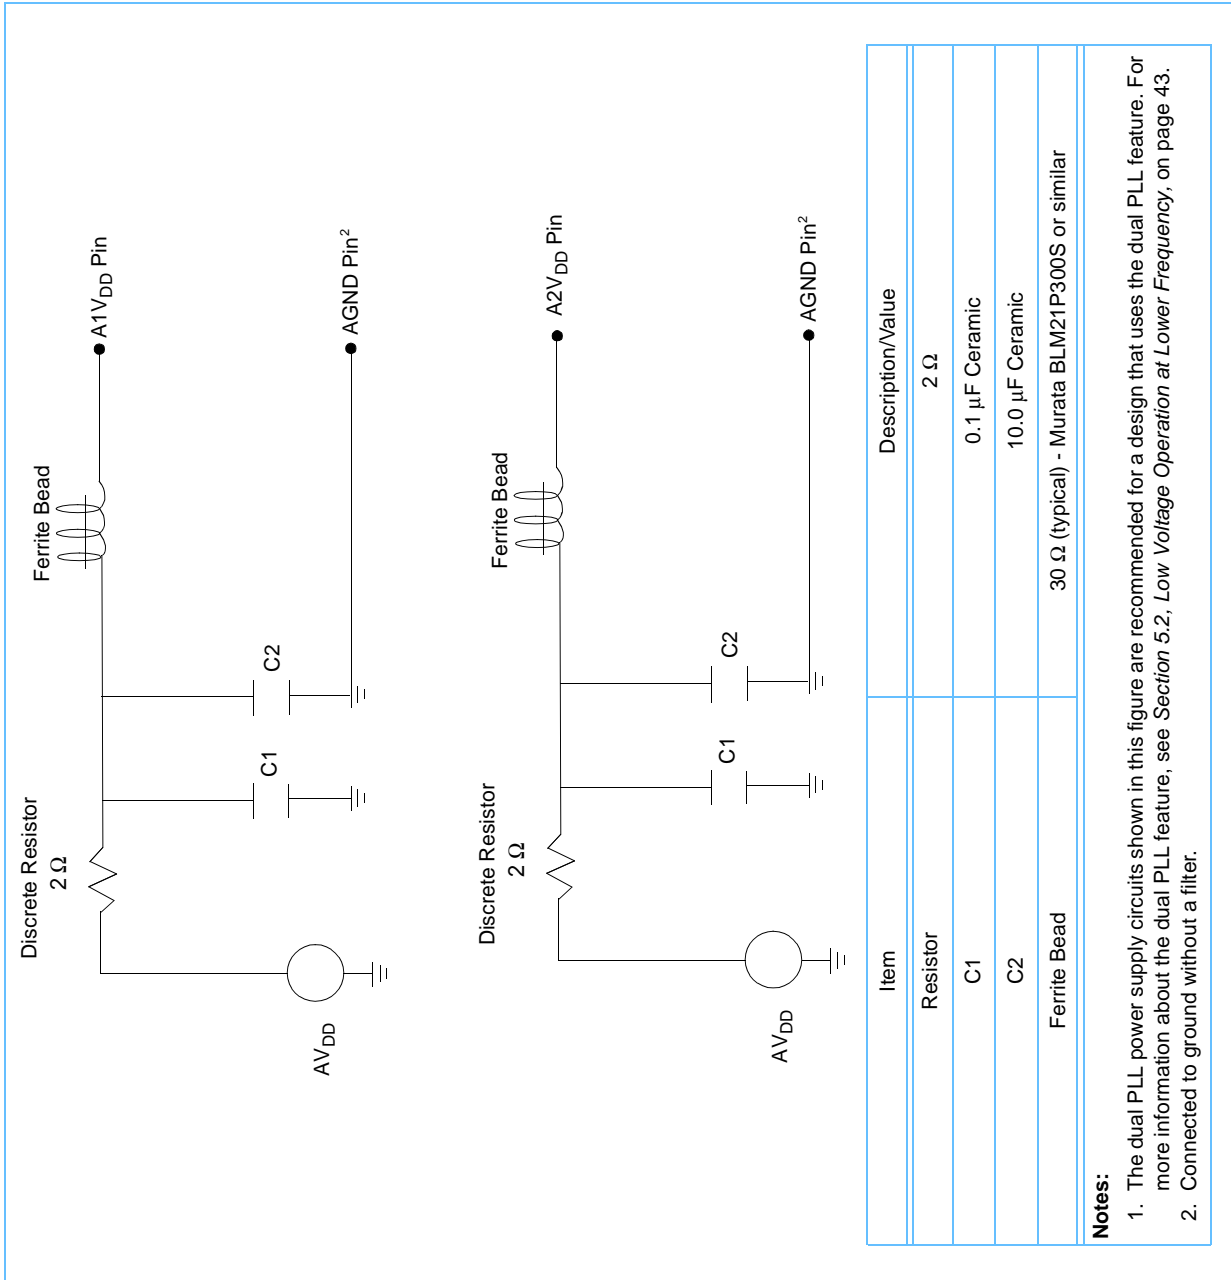 Discrete Resistor
2 Ω
Ferrite Bead
A1V_DD Pin
C1
C2
AV_DD
AGND Pin²
Discrete Resistor
2 Ω
Ferrite Bead
A2V_DD Pin
C1
C2
AV_DD
AGND Pin²
Item Description/Value
Resistor 2 Ω
C1 0.1 μF Ceramic
C2 10.0 μF Ceramic
Ferrite Bead 30 Ω (typical) - Murata BLM21P300S or similar
Notes:
1. The dual PLL power supply circuits shown in this figure are recommended for a design that uses the dual PLL feature. For
more information about the dual PLL feature, see Section 5.2, Low Voltage Operation at Lower Frequency, on page 43.
2. Connected to ground without a filter.